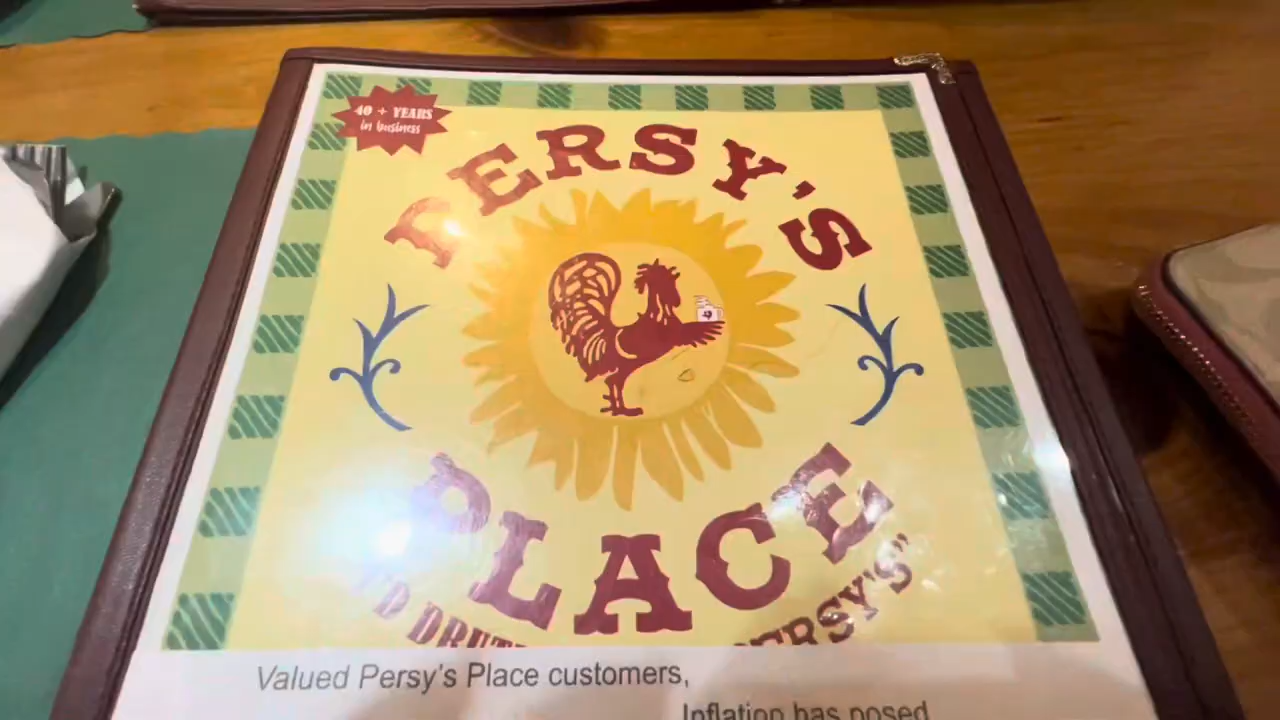 40 + YEARS
in business
PERSY'S
PLACE
PERSY'S"
Valued Persy's Place customers,
Inflation has posed